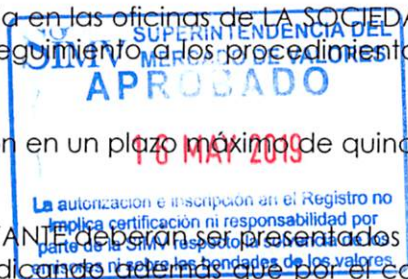 a en las oficinas de LA SOCIEDA
SUPERINTENDENCIA DEL
SIMV MERCADO DE VALORES
eguimiento a los procedimiento
APROBADO
n en un plazo máximo de quinc
16 MAY 2019
La autorización e inscripción en el Registro no
implica certificación ni responsabilidad por
parte de la SIMV respecto la solvencia de los
ANTE deberán ser presentados
emisores ni sobre las bondades de los valores
dicando además que por el co